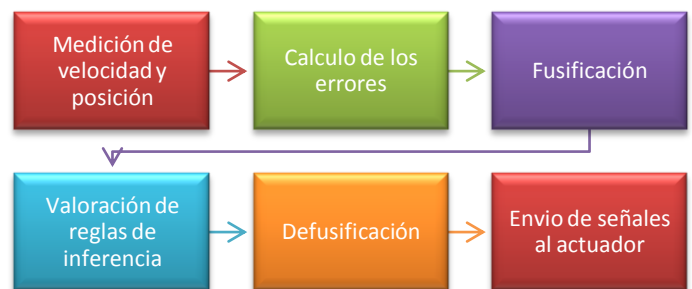 Medición de
velocidad y
posición
Calculo de los
errores
Fusificación
Valoración de
reglas de
inferencia
Defusificación
Envio de señales
al actuador